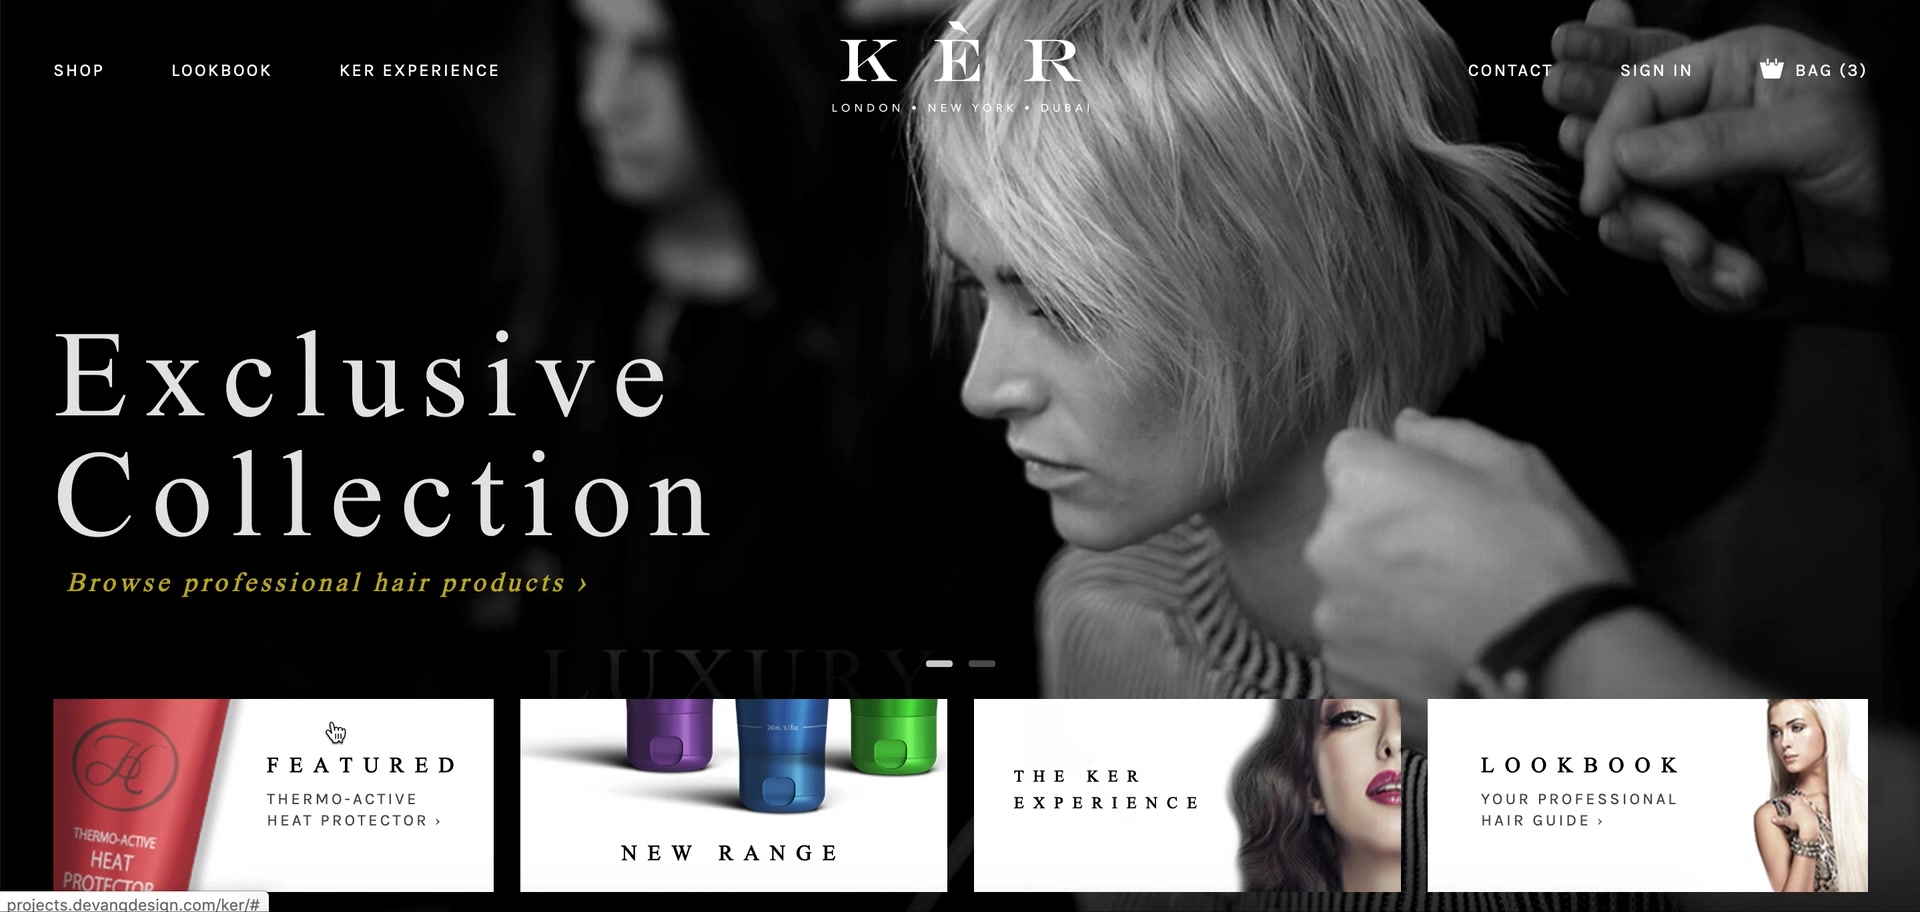 SHOP
LOOKBOOK
KER EXPERIENCE
KÈR
LONDON • NEW YORK • DUBAI
CONTACT
SIGN IN
BAG (3)
Exclusive
Collection
Browse professional hair products ›
LUXURY
H
THERMO-ACTIVE
HEAT
PROTECTOR
FEATURED
THERMO-ACTIVE
HEAT PROTECTOR ›
NEW RANGE
THE KER
EXPERIENCE
LOOKBOOK
YOUR PROFESSIONAL
HAIR GUIDE ›
projects.devangdesign.com/ker/#